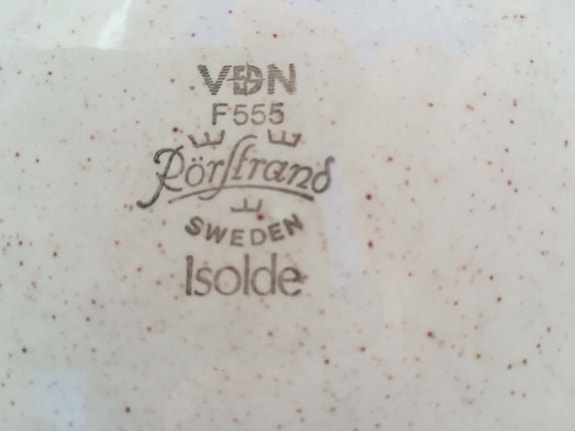 VDN
F555
Rörstrand
SWEDEN
Isolde